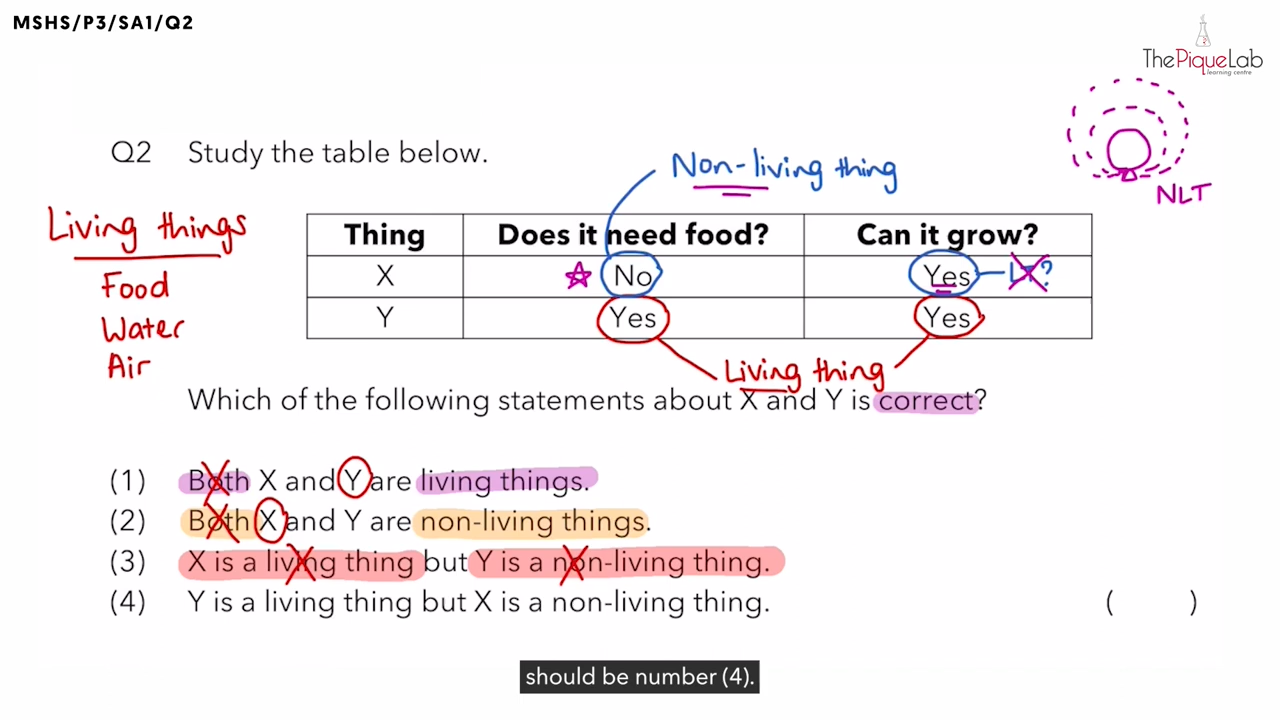 MSHS/P3/SA1/Q2
ThePiqueLab
learning centre
Q2 Study the table below.
Non-living thing
NLT
Living things
Food
Water
Air
Thing Does it need food? Can it grow?
X No Yes LT?
Y Yes Yes
Living thing
Which of the following statements about X and Y is correct?
(1) Both X and Y are living things.
(2) Both X and Y are non-living things.
(3) X is a living thing but Y is a non-living thing.
(4) Y is a living thing but X is a non-living thing. ( )
should be number (4).